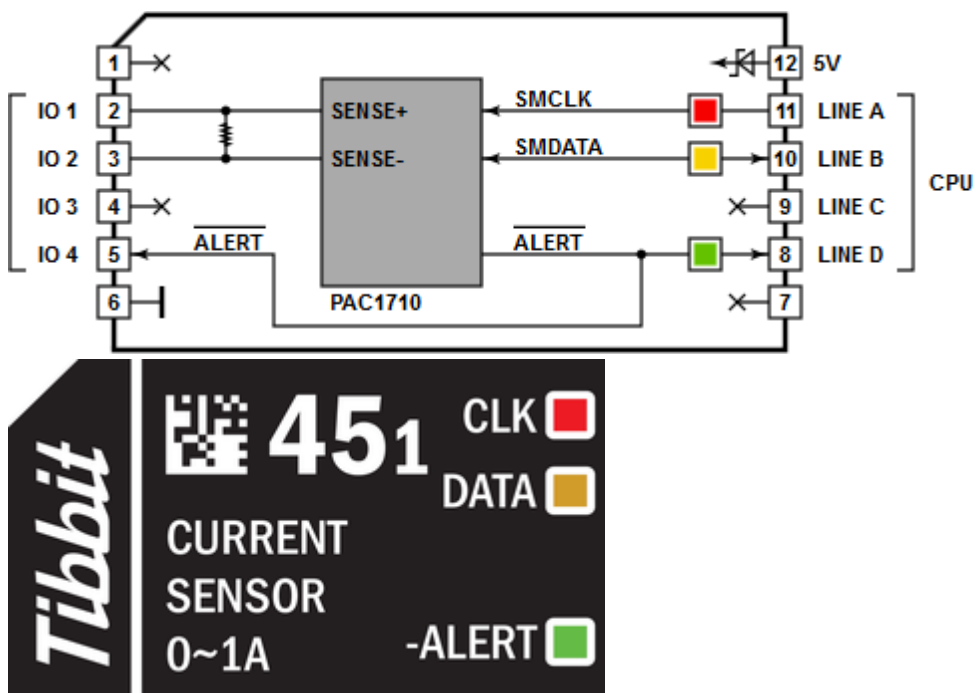 1 12 5V
IO 1 2 SENSE+ SMCLK 11 LINE A
IO 2 3 SENSE- SMDATA 10 LINE B
CPU
IO 3 4 9 LINE C
IO 4 5 ALERT ALERT 8 LINE D
6 PAC1710 7
Tibbit
451 CLK
DATA
CURRENT
SENSOR
0~1A -ALERT